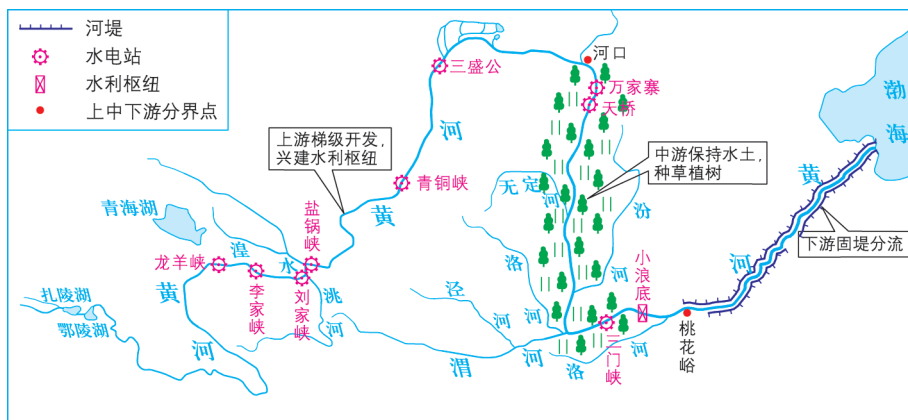 河堤
水电站
水利枢纽
上中下游分界点
三盛公
河口
万家寨
天桥
渤海
河
上游梯级开发，
兴建水利枢纽
中游保持水土，
种草植树
黄
青铜峡
无定河
汾
黄
青海湖
盐锅峡
湟水
下游固堤分流
龙羊峡
洛
小浪底
河
河
扎陵湖
黄
李家峡
刘家峡
洮
泾
鄂陵湖
河
河
河
河
桃花峪
三门峡
河
渭
河
洛
河